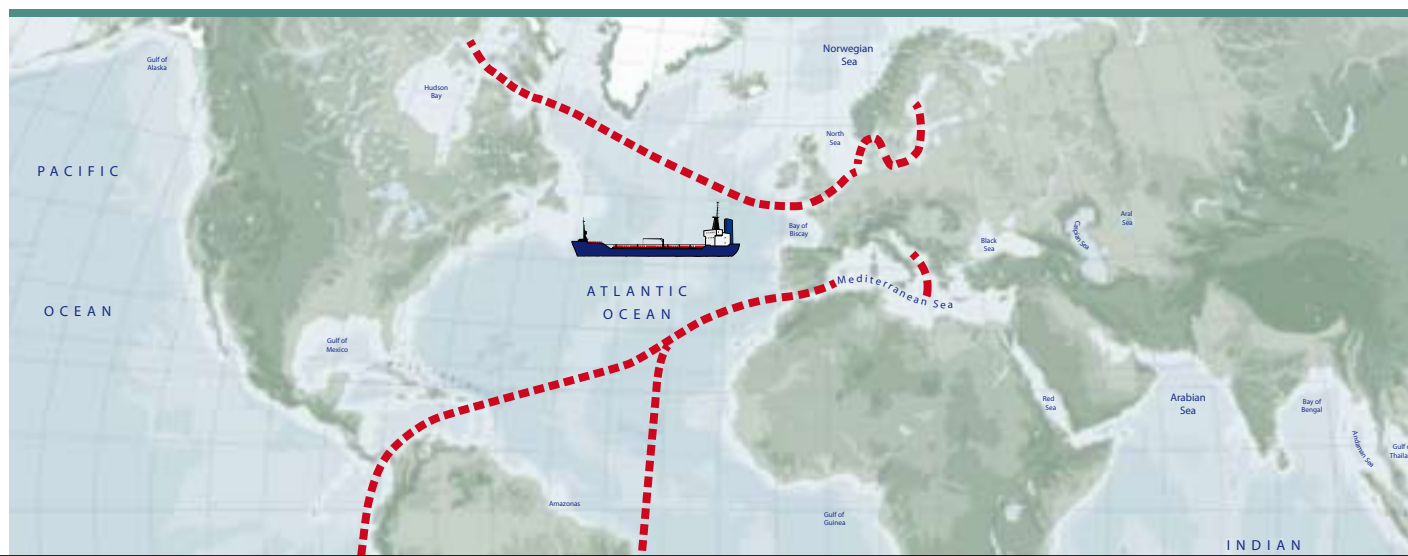 Gulf of
Alaska
Hudson
Bay
Norwegian
Sea
North
Sea
PACIFIC
OCEAN
Bay of
Biscay
Black
Sea
Caspian Sea
Aral
Sea
ATLANTIC
OCEAN
Mediterranean Sea
Gulf of
Mexico
Red
Sea
Arabian
Sea
Bay of
Bengal
Andaman Sea
Gulf o
Thaila
Amazonas
Gulf of
Guinea
INDIAN